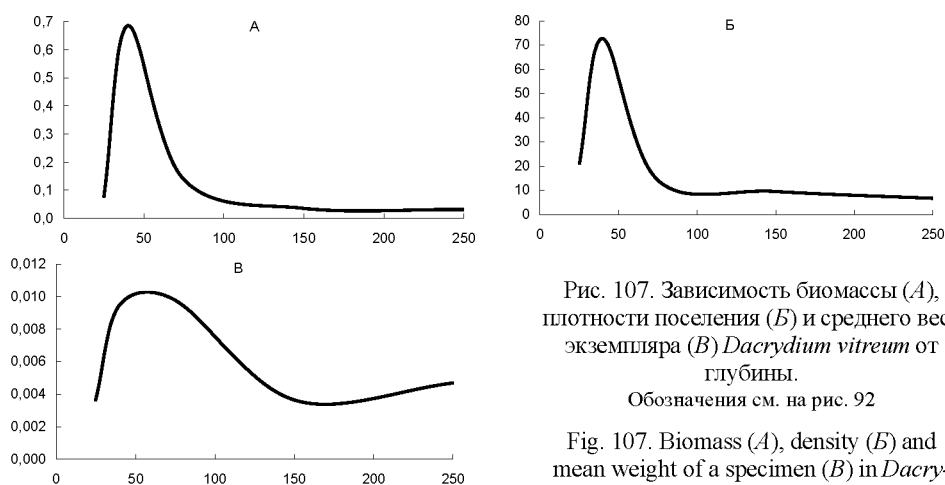 А
0,7
0,6
0,5
0,4
0,3
0,2
0,1
0,0
0 50 100 150 200 250
Б
80
70
60
50
40
30
20
10
0
0 50 100 150 200 250
В
0,012
0,010
0,008
0,006
0,004
0,002
0,000
0 50 100 150 200 250
Рис. 107. Зависимость биомассы (А),
плотности поселения (Б) и среднего вес
экземпляра (В) Dacrydium vitreum от
глубины.
Обозначения см. на рис. 92
Fig. 107. Biomass (A), density (Б) and
mean weight of a specimen (В) in Dacry-